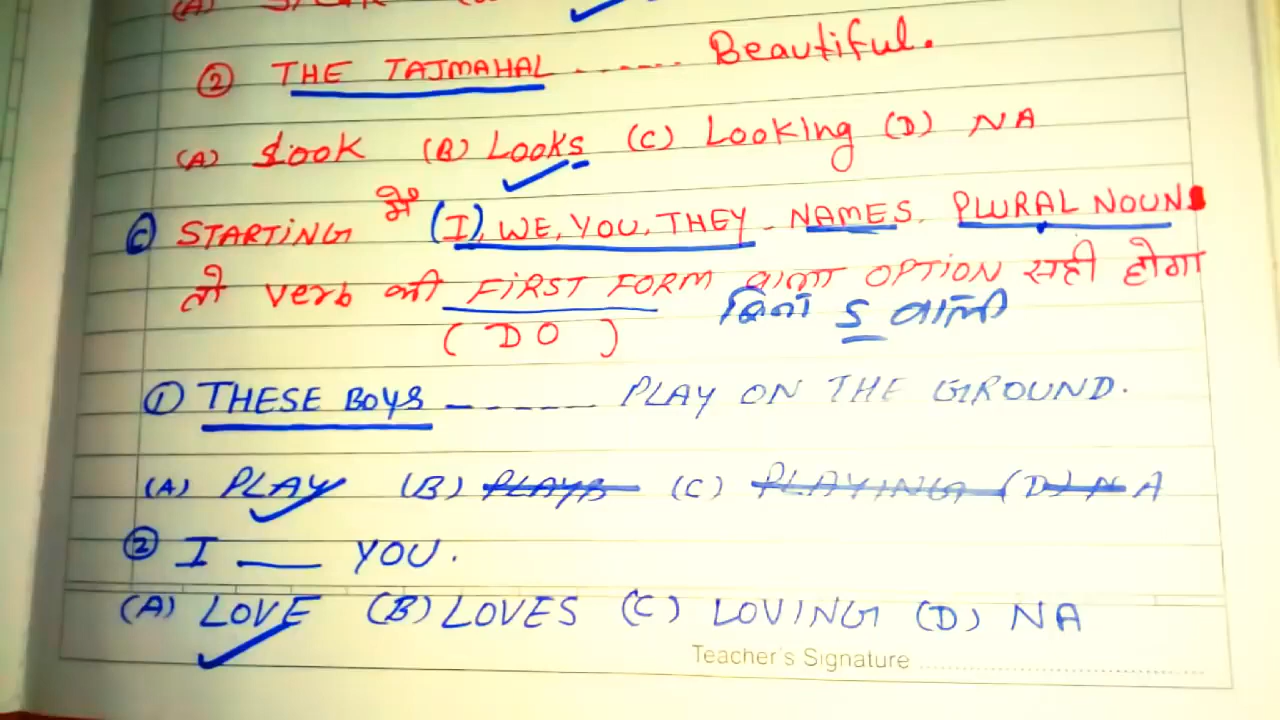 (A)
② THE TAJMAHAL ...... Beautiful.
(A) Look (B) Looks (C) Looking (D) NA
(C) STARTING में (I), WE, YOU, THEY, NAMES, PLURAL NOUNS
तो verb की FIRST FORM वाला OPTION सही होगा
(DO) बिना S वाली
① THESE BOYS ------ PLAY ON THE GROUND.
(A) PLAY (B) PLAYS (C) PLAYING (D) NA
② I ___ YOU.
(A) LOVE (B) LOVES (C) LOVING (D) NA
Teacher's Signature ..........